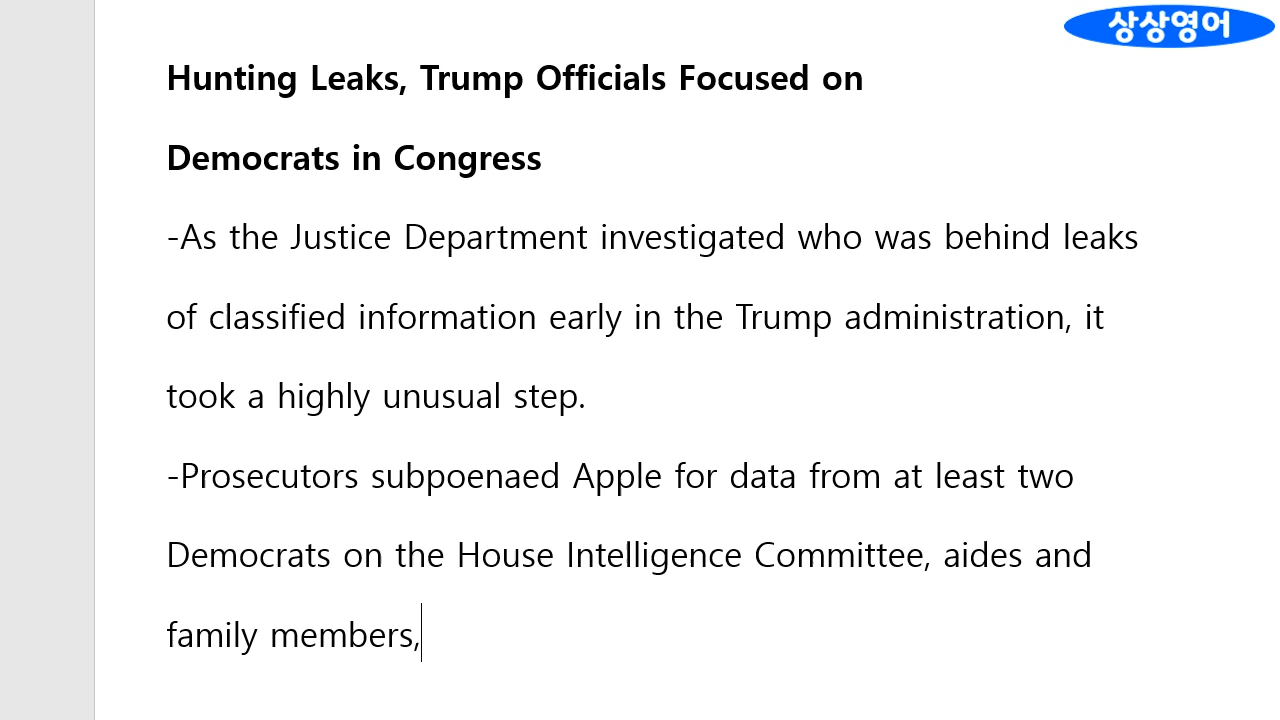 상상영어
Hunting Leaks, Trump Officials Focused on
Democrats in Congress
-As the Justice Department investigated who was behind leaks
of classified information early in the Trump administration, it
took a highly unusual step.
-Prosecutors subpoenaed Apple for data from at least two
Democrats on the House Intelligence Committee, aides and
family members,